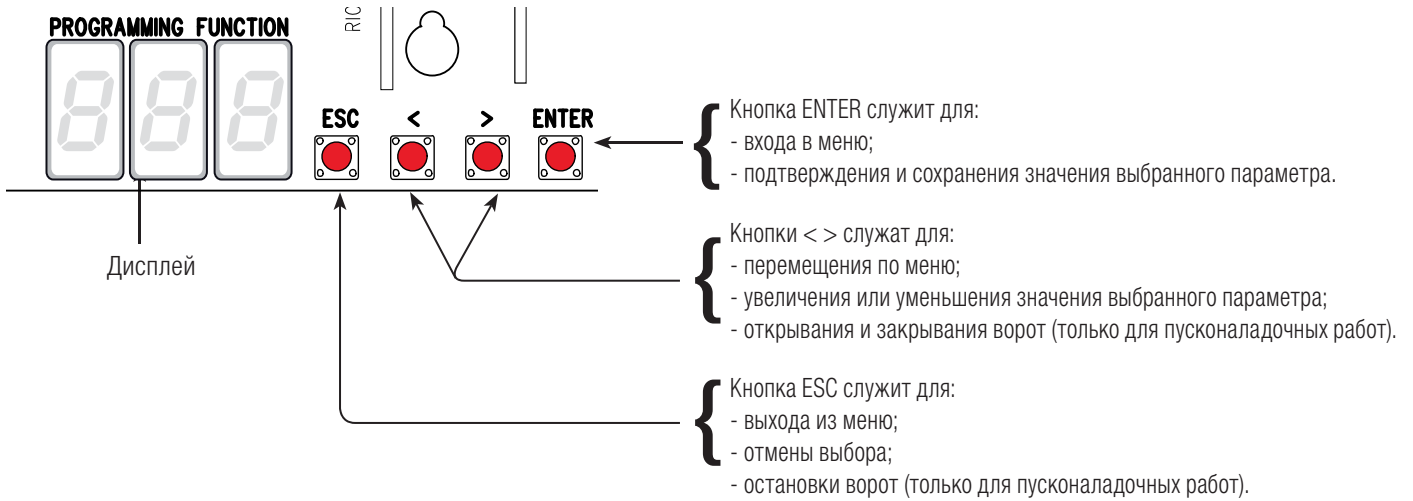 PROGRAMMING FUNCTION
RIC
ESC < > ENTER
Дисплей
Кнопка ENTER служит для:
- входа в меню;
- подтверждения и сохранения значения выбранного параметра.
Кнопки < > служат для:
- перемещения по меню;
- увеличения или уменьшения значения выбранного параметра;
- открывания и закрывания ворот (только для пусконаладочных работ).
Кнопка ESC служит для:
- выхода из меню;
- отмены выбора;
- остановки ворот (только для пусконаладочных работ).